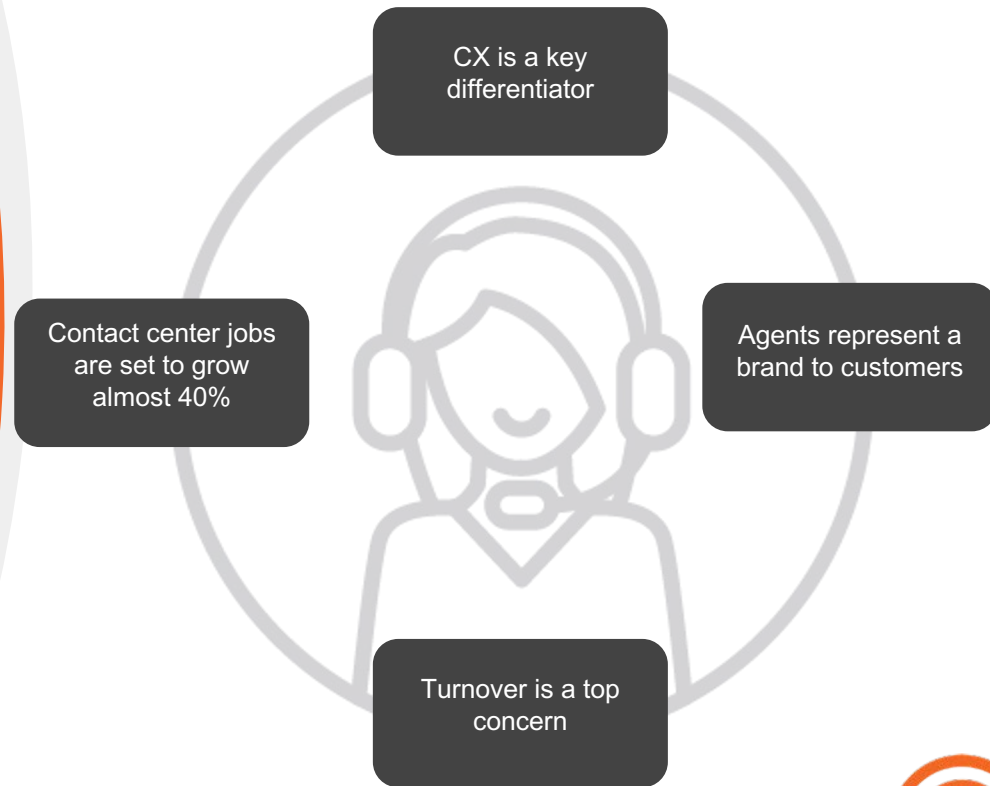 CX is a key
differentiator
Contact center jobs
are set to grow
almost 40%
Agents represent a
brand to customers
Turnover is a top
concern